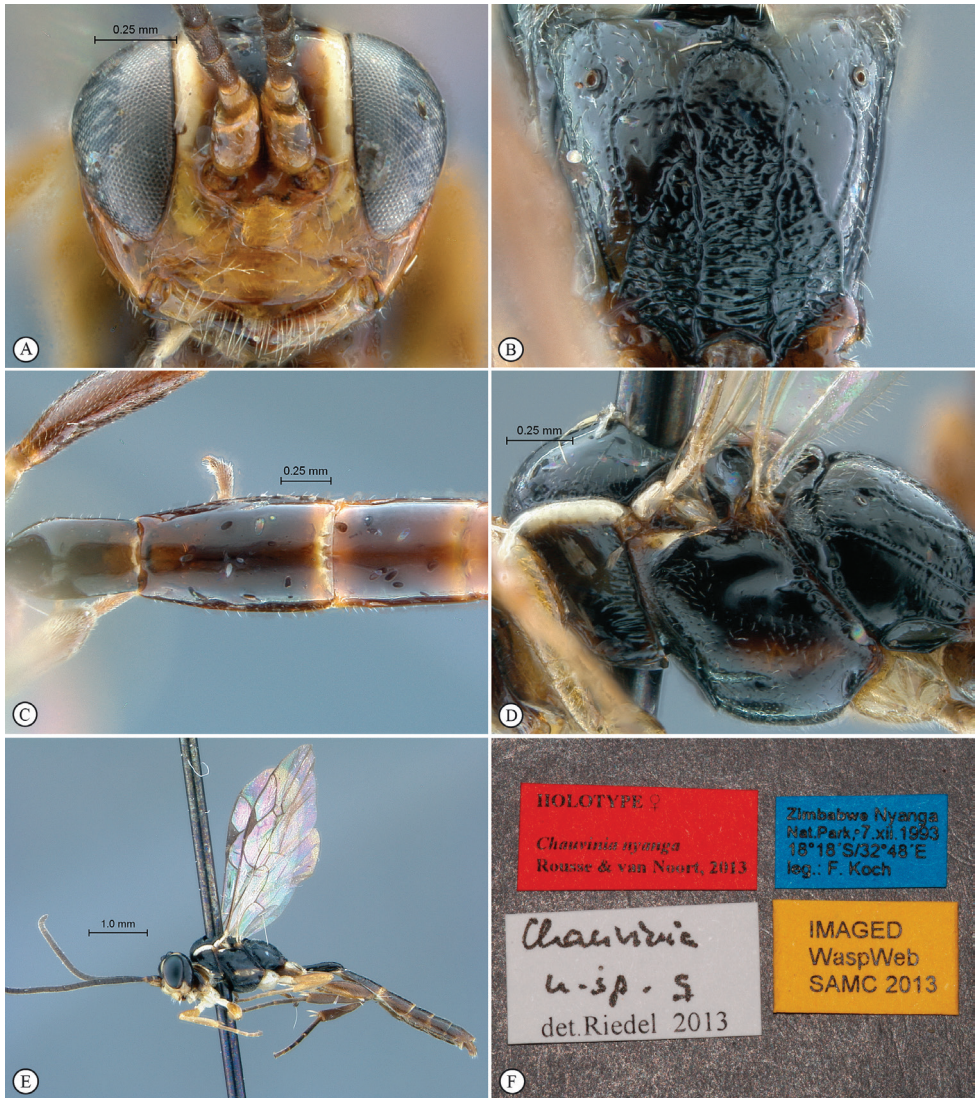 0.25 mm
A
B
0.25 mm
C
0.25 mm
D
1.0 mm
E
HOLOTYPE ♀
Chauvinia nyanga
Rousse & van Noort, 2013
Zimbabwe Nyanga
Nat.Park, 7.xii.1993
18°18´S/32°48´E
leg.: F. Koch
Chauvinia
n. sp. ♀
det.Riedel 2013
IMAGED
WaspWeb
SAMC 2013
F